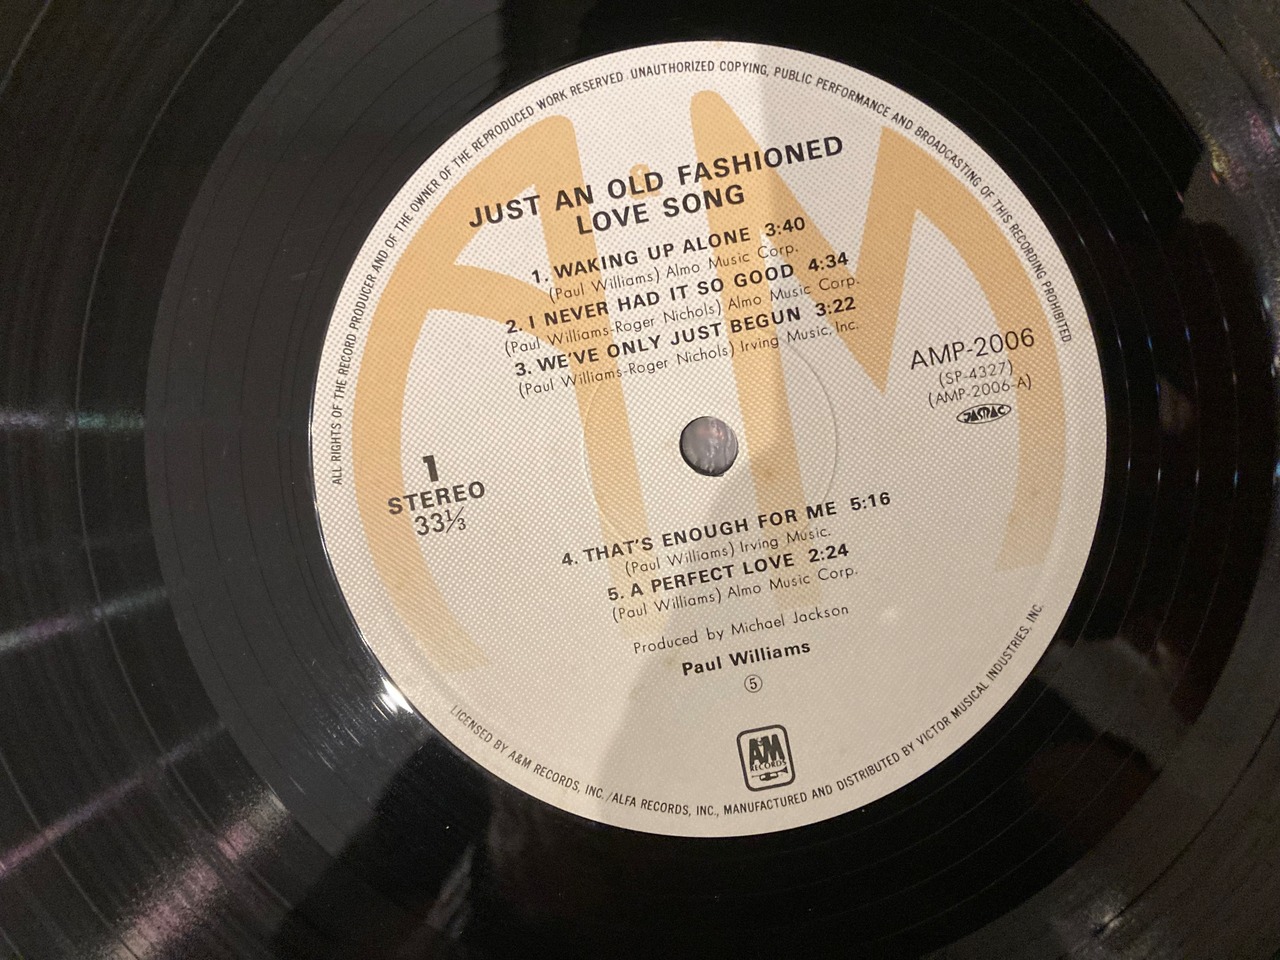 ALL RIGHTS OF THE RECORD PRODUCER AND OF THE OWNER OF THE REPRODUCED WORK RESERVED. UNAUTHORIZED COPYING, PUBLIC PERFORMANCE AND BROADCASTING OF THIS RECORDING PROHIBITED
JUST AN OLD FASHIONED
LOVE SONG
1. WAKING UP ALONE 3:40
(Paul Williams) Almo Music Corp.
2. I NEVER HAD IT SO GOOD 4:34
(Paul Williams-Roger Nichols) Almo Music Corp.
3. WE'VE ONLY JUST BEGUN 3:22
(Paul Williams-Roger Nichols) Irving Music, Inc.
AMP-2006
(SP-4327)
(AMP-2006-A)
JASRAC
1
STEREO
33⅓
4. THAT'S ENOUGH FOR ME 5:16
(Paul Williams) Irving Music.
5. A PERFECT LOVE 2:24
(Paul Williams) Almo Music Corp.
Produced by Michael Jackson
Paul Williams
⑤
A&M
RECORDS
LICENSED BY A&M RECORDS, INC./ALFA RECORDS, INC., MANUFACTURED AND DISTRIBUTED BY VICTOR MUSICAL INDUSTRIES, INC.